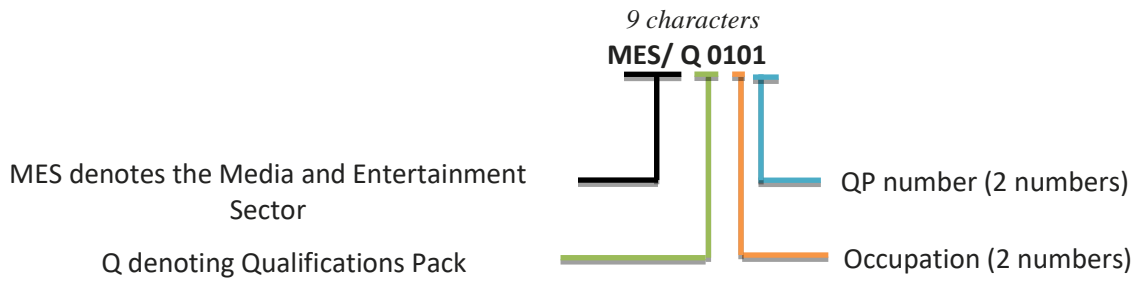 9 characters
MES/ Q 0101
MES denotes the Media and Entertainment
Sector
QP number (2 numbers)
Q denoting Qualifications Pack
Occupation (2 numbers)